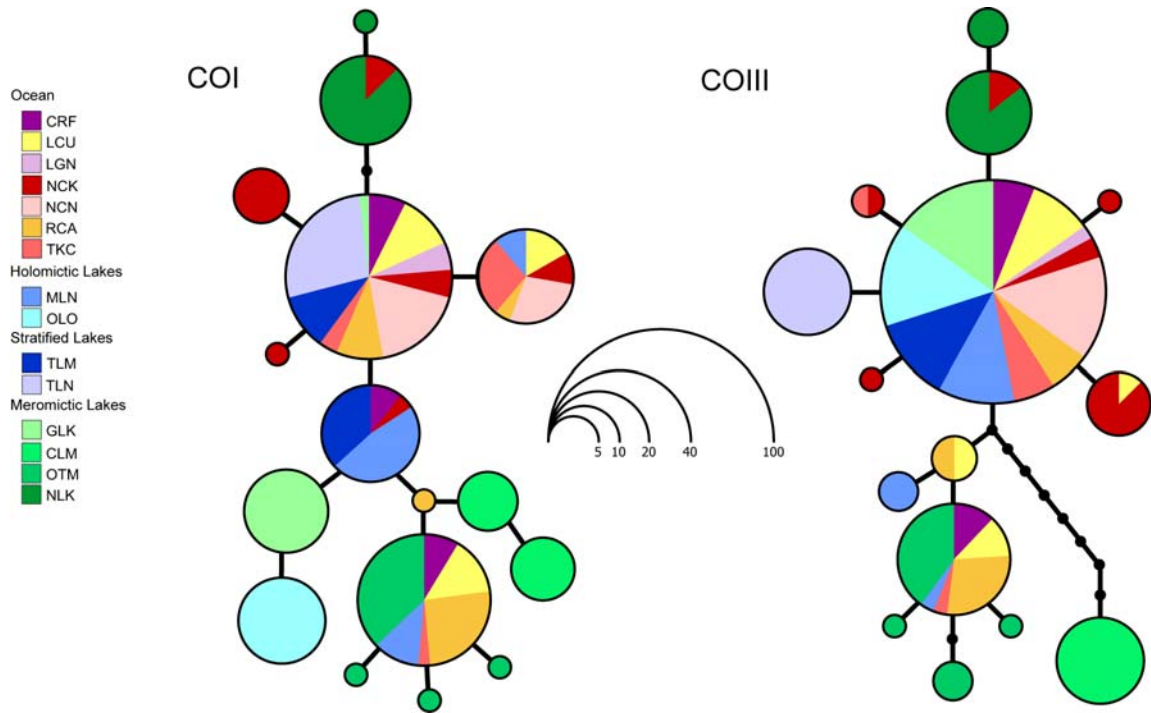 COI
COIII
Ocean
CRF
LCU
LGN
NCK
NCN
RCA
TKC
Holomictic Lakes
MLN
OLO
Stratified Lakes
TLM
TLN
Meromictic Lakes
GLK
CLM
OTM
NLK
5 10 20 40 100